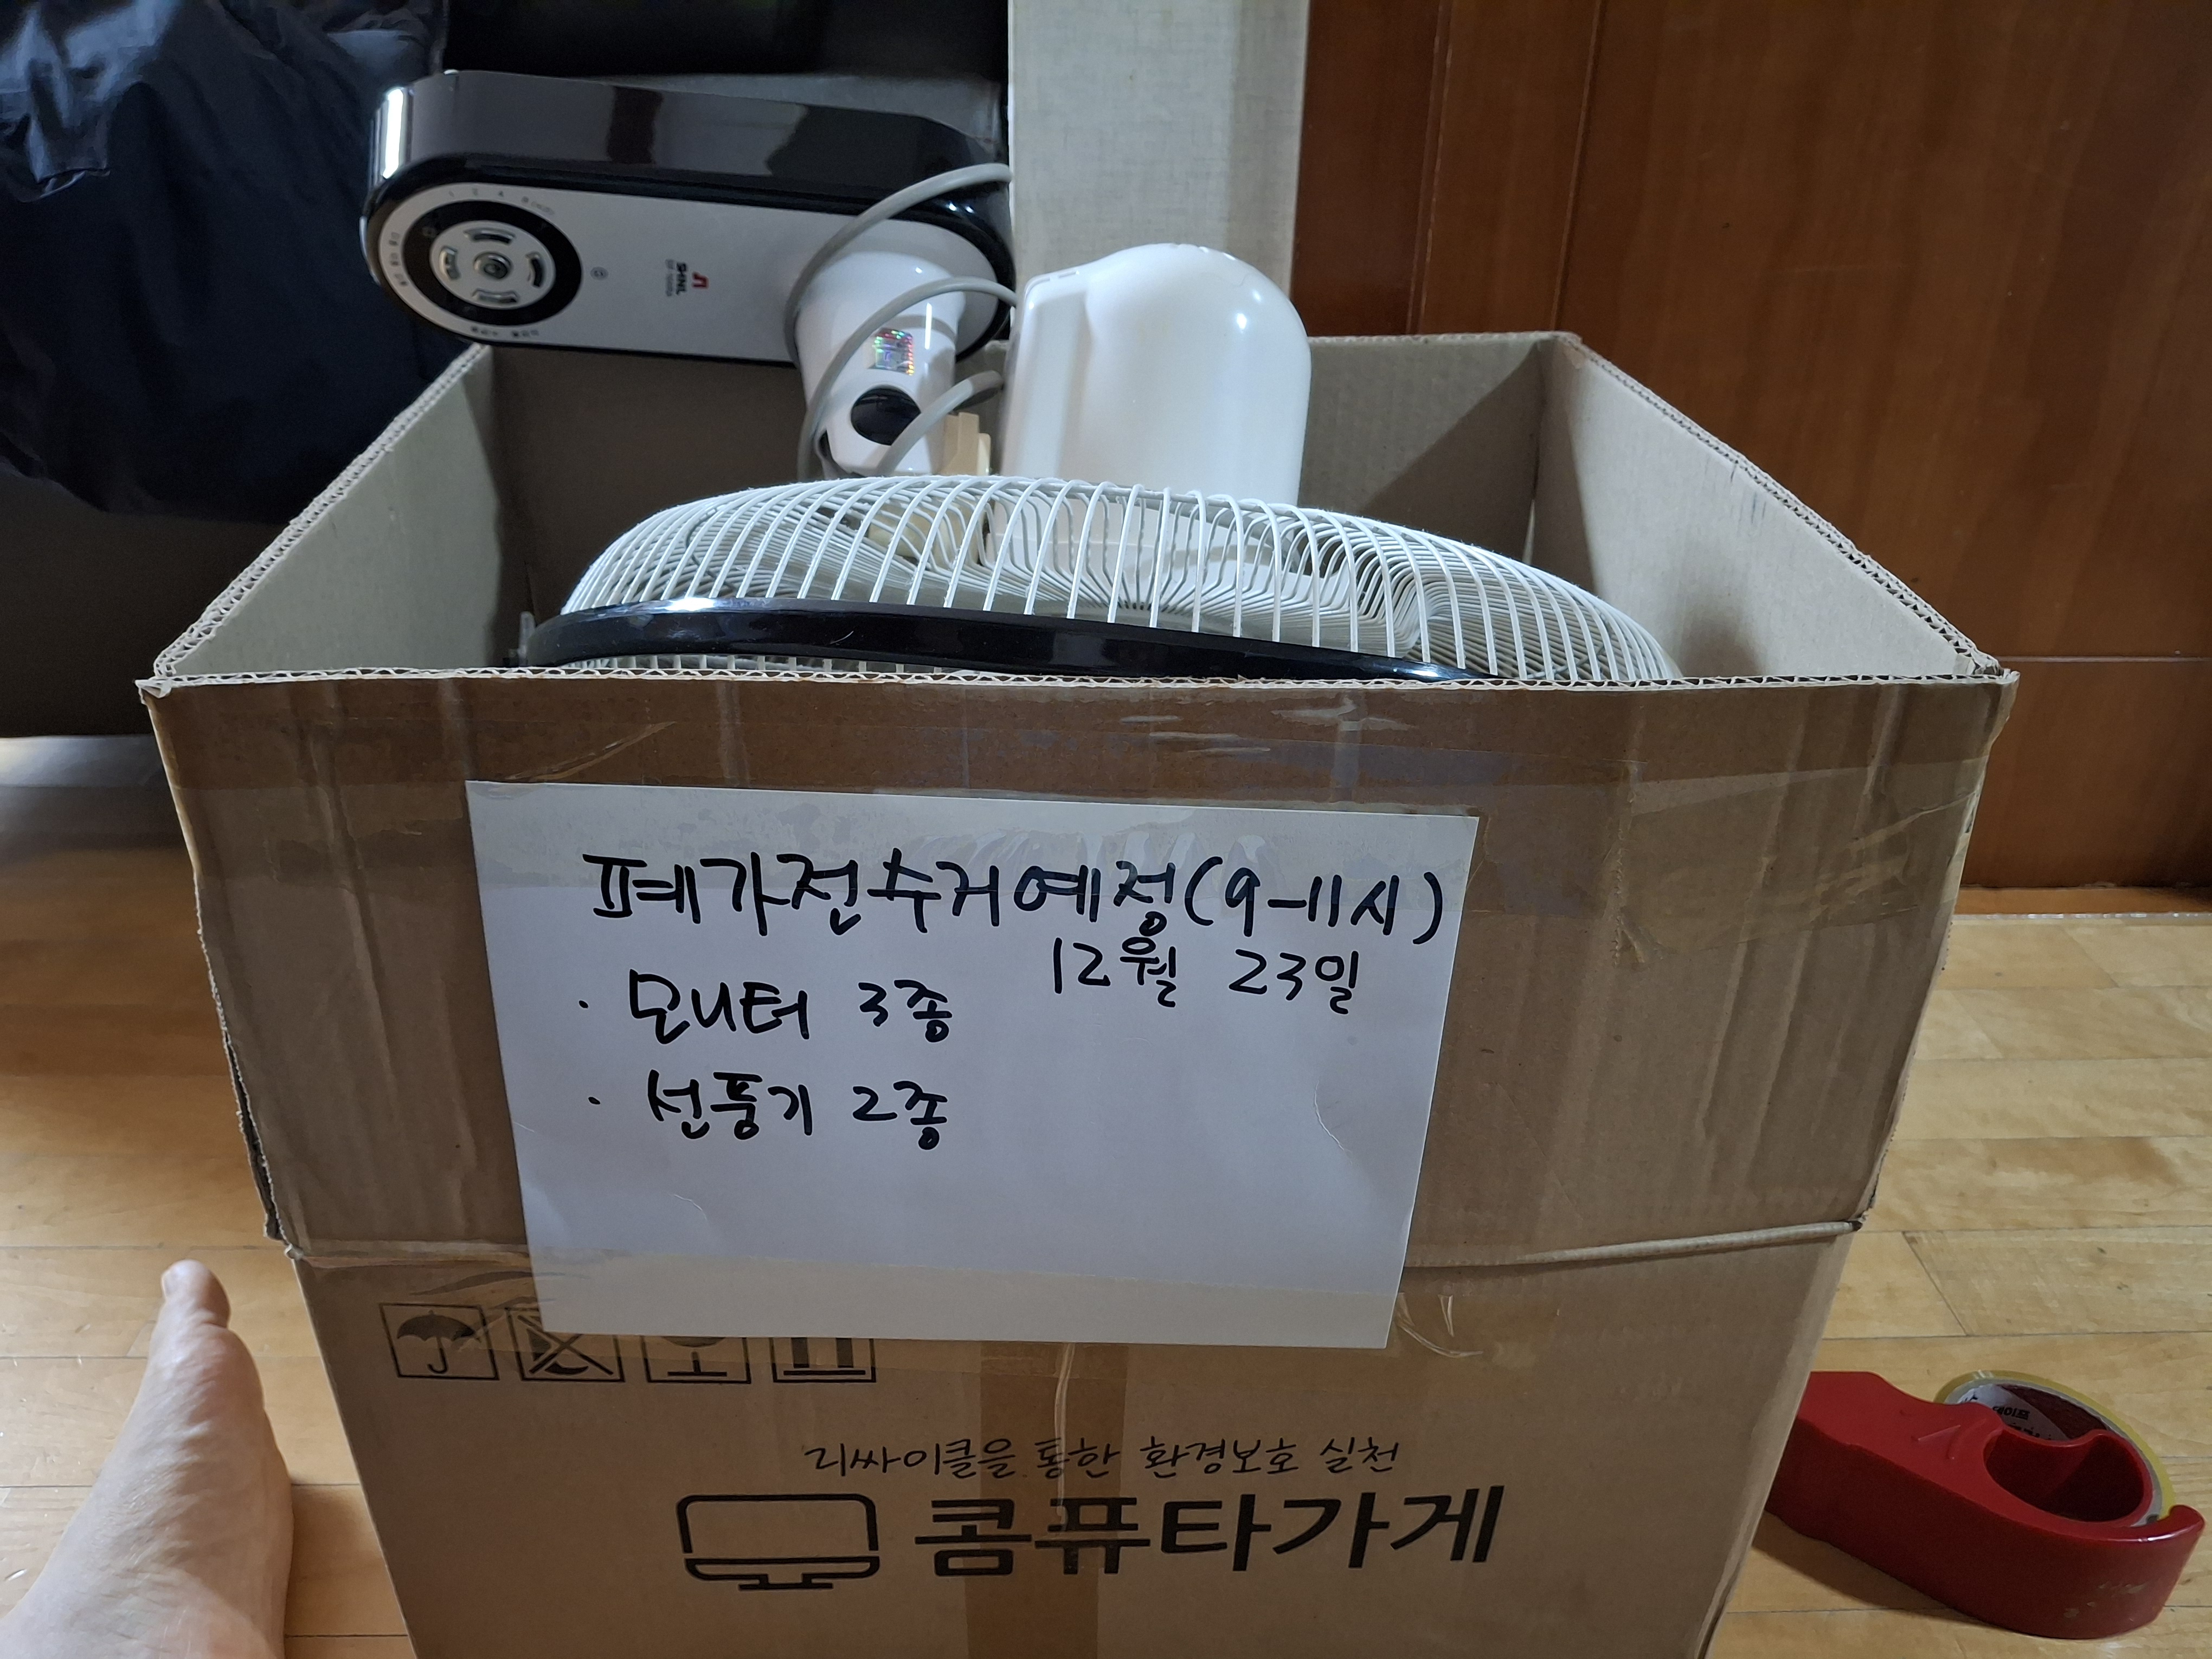 SHINIL
폐가전수거예정(9-11시)
12월 23일
· 모니터 3종
· 선풍기 2종
리싸이클을 통한 환경보호 실천
콤퓨타가게